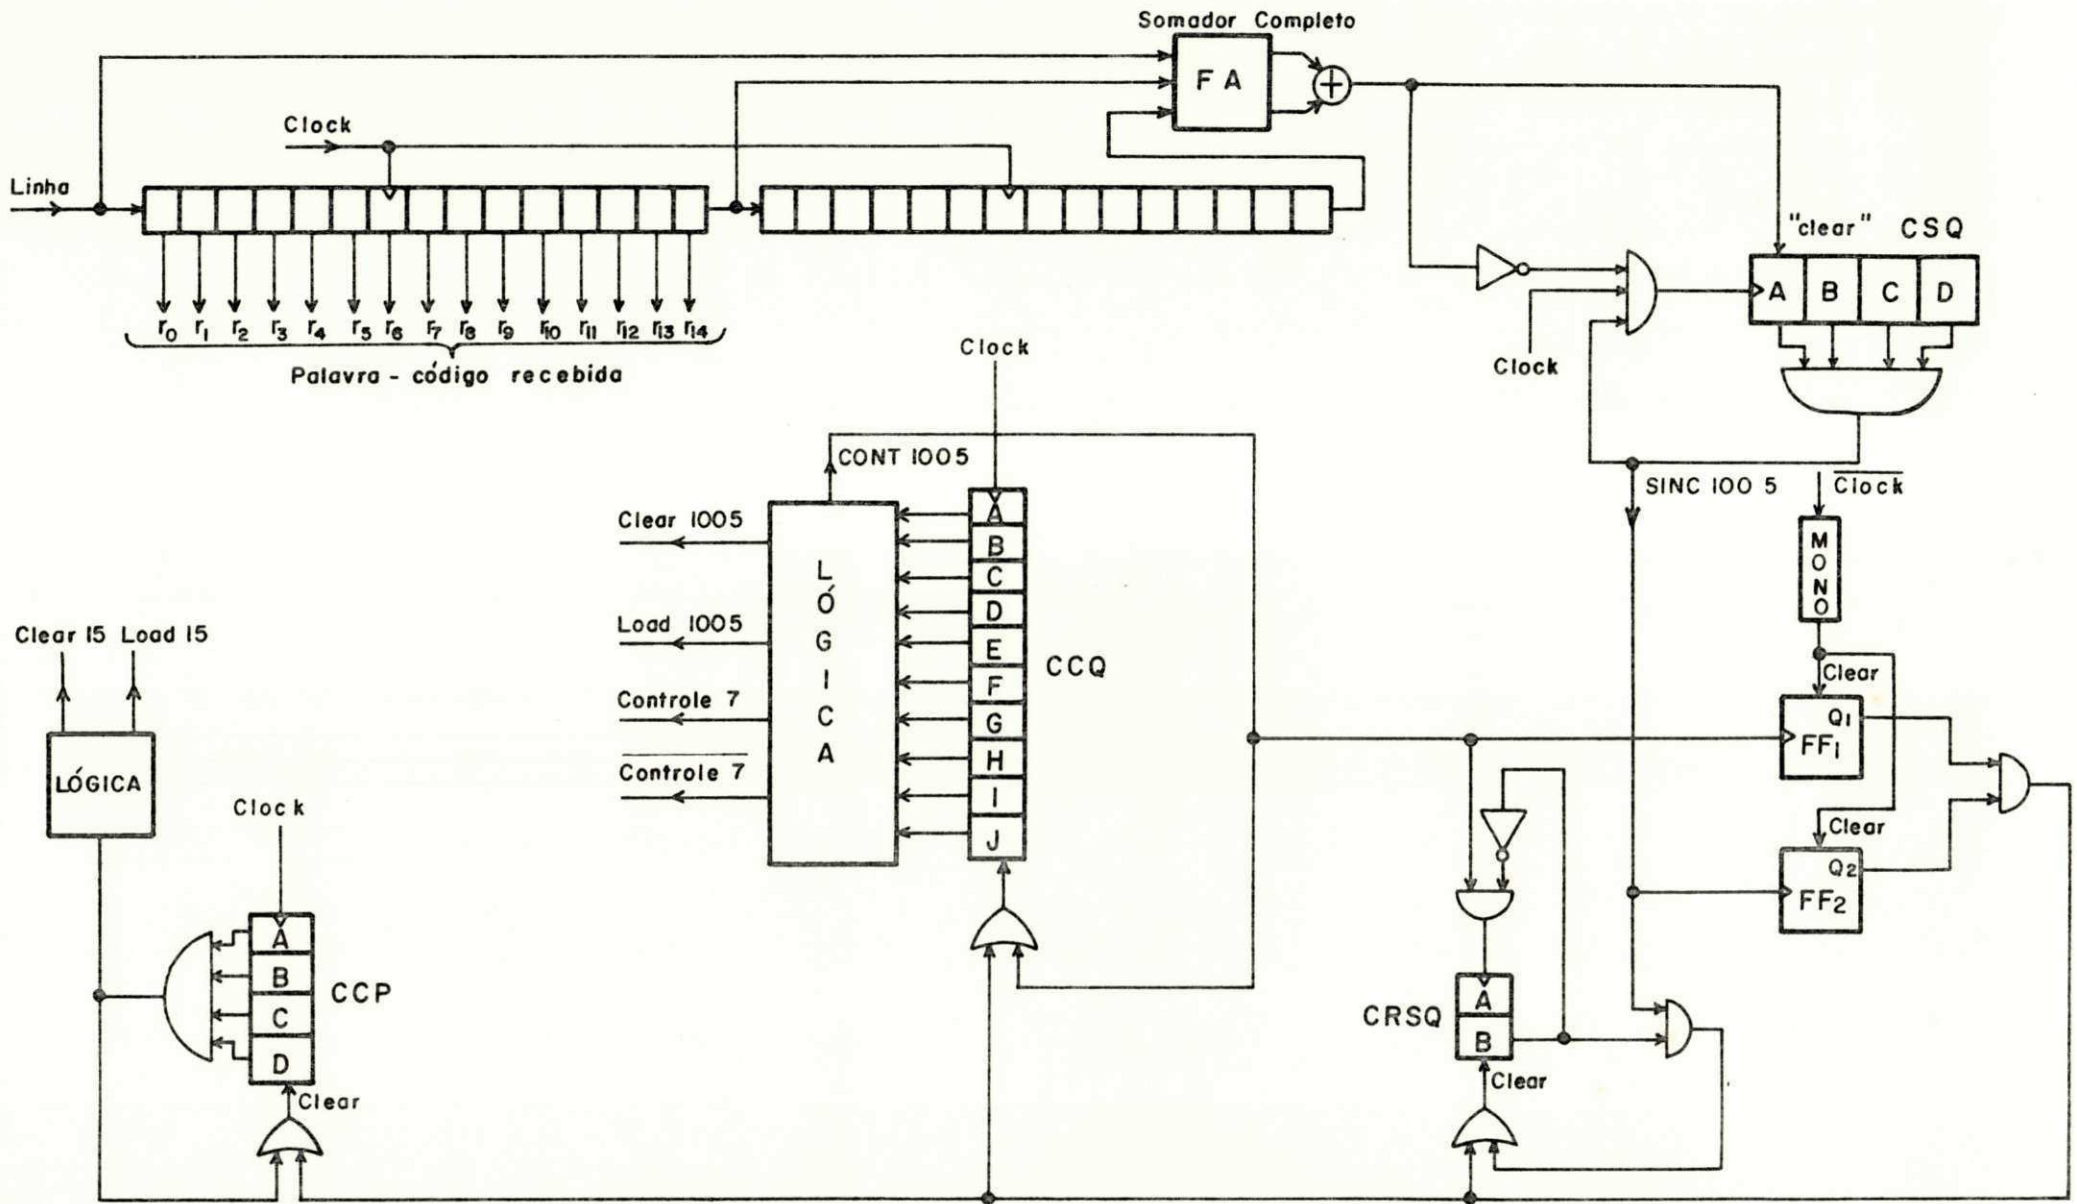 Somador Completo
F A
Clock
Linha
r0 r1 r2 r3 r4 r5 r6 r7 r8 r9 r10 r11 r12 r13 r14
Palavra - código recebida
"clear" CSQ
A B C D
Clock
Clock
CONT 1005
SINC 100 5
Clock
MONO
Clear 1005
Load 1005
Controle 7
Controle 7
LÓGICA
A
B
C
D
E
F
G
H
I
J
CCQ
Clear
Q1
FF1
Clear
Q2
FF2
Clear 15 Load 15
LÓGICA
Clock
A
B
C
D
CCP
Clear
CRSQ
A
B
Clear